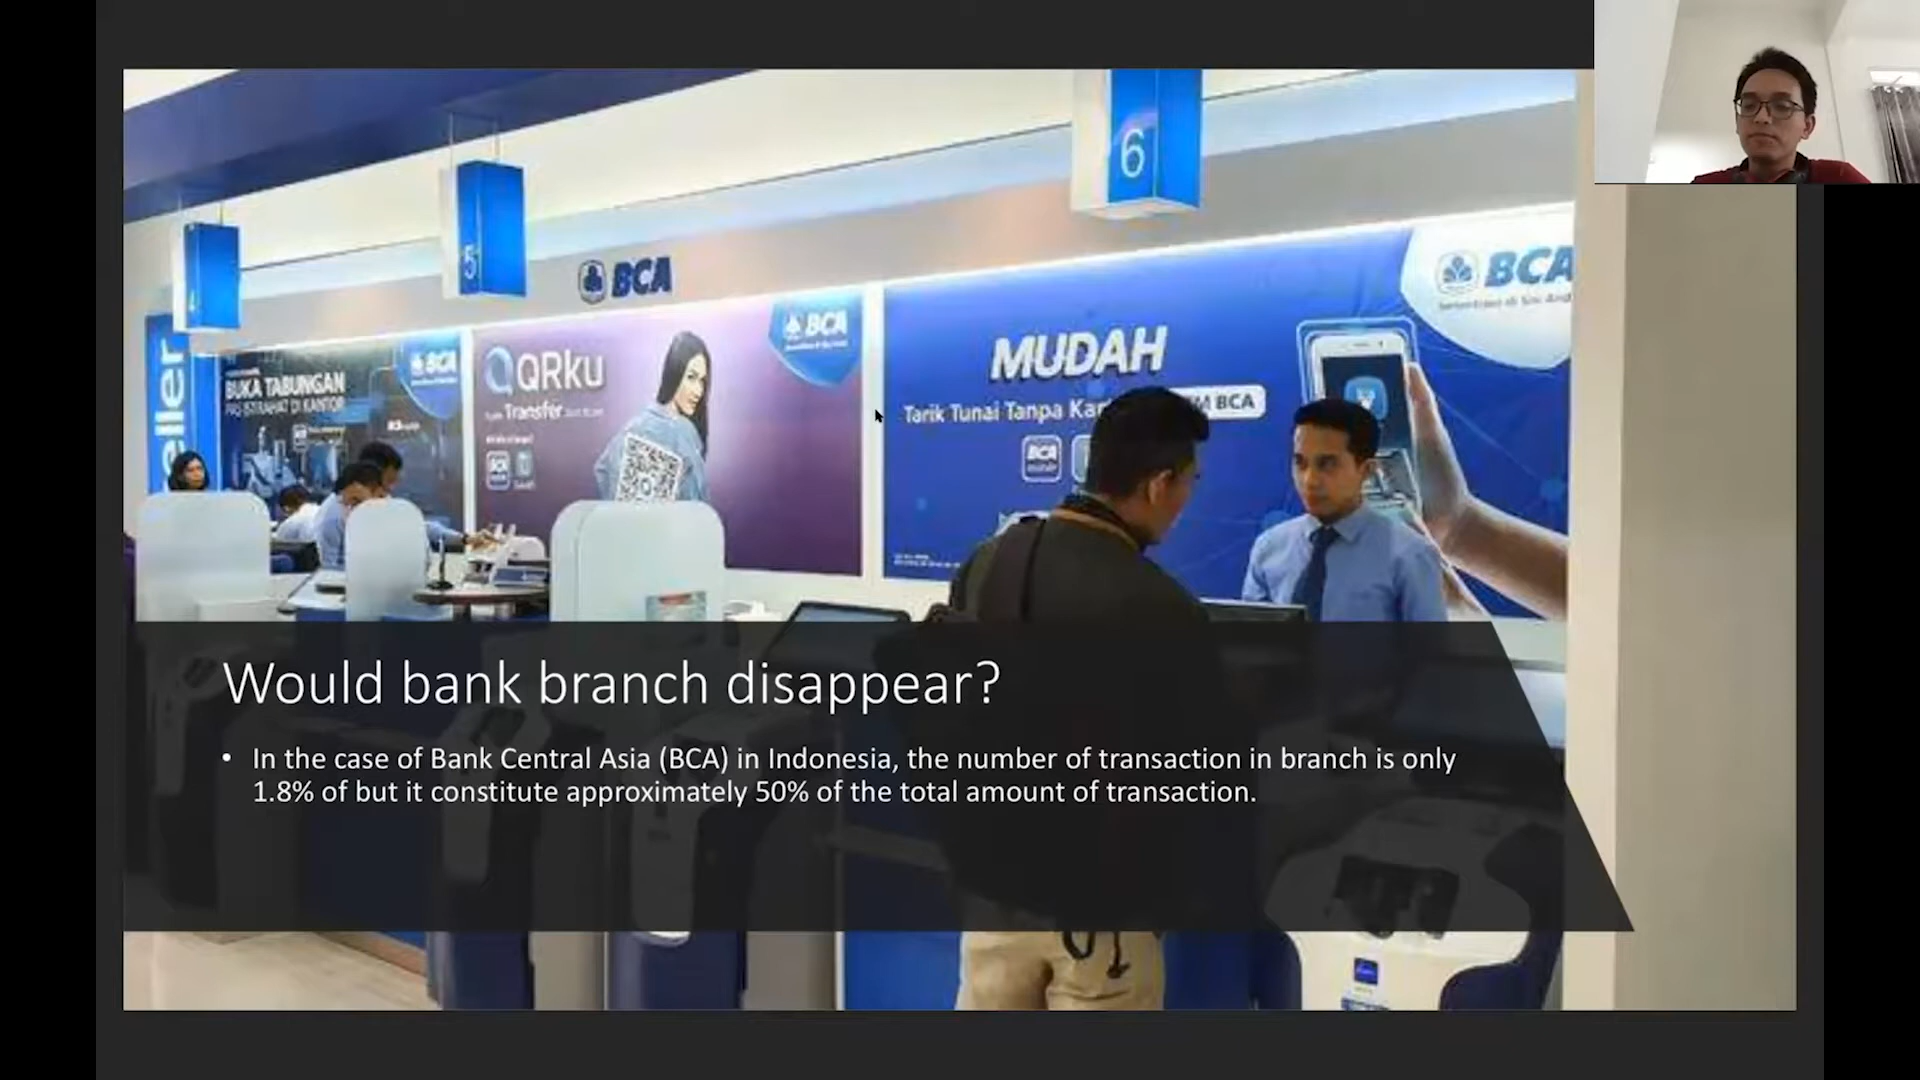 6
5
BCA
BCA
BCA
BCA
eller
BUKA TABUNGAN
QRku
Transfer
MUDAH
Tarik Tunai Tanpa
BCA
BCA
Would bank branch disappear?
• In the case of Bank Central Asia (BCA) in Indonesia, the number of transaction in branch is only
1.8% of but it constitute approximately 50% of the total amount of transaction.